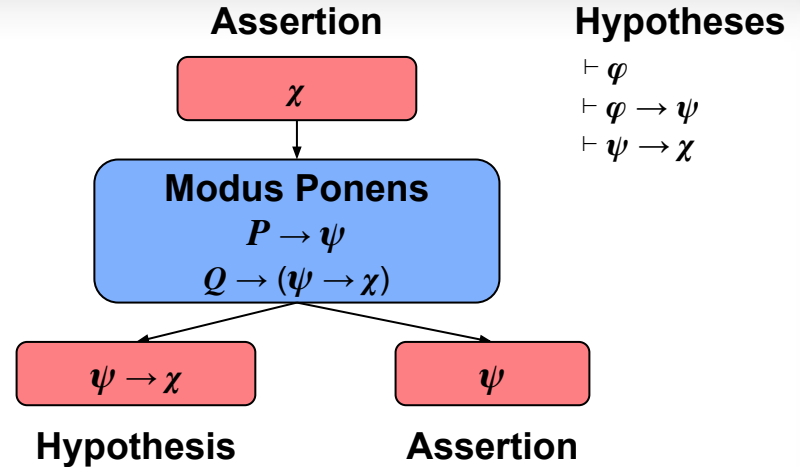 Assertion
Hypotheses
χ
⊢ φ
⊢ φ → ψ
⊢ ψ → χ
Modus Ponens
P → ψ
Q → (ψ → χ)
ψ → χ
ψ
Hypothesis
Assertion